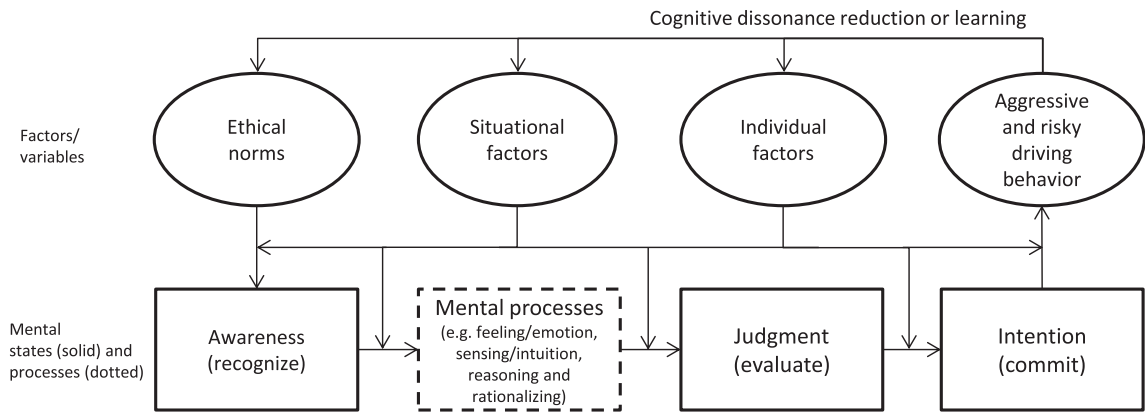 Cognitive dissonance reduction or learning
Factors/
variables
Ethical
norms
Situational
factors
Individual
factors
Aggressive
and risky
driving
behavior
Mental
states (solid) and
processes (dotted)
Awareness
(recognize)
Mental processes
(e.g. feeling/emotion,
sensing/intuition,
reasoning and
rationalizing)
Judgment
(evaluate)
Intention
(commit)